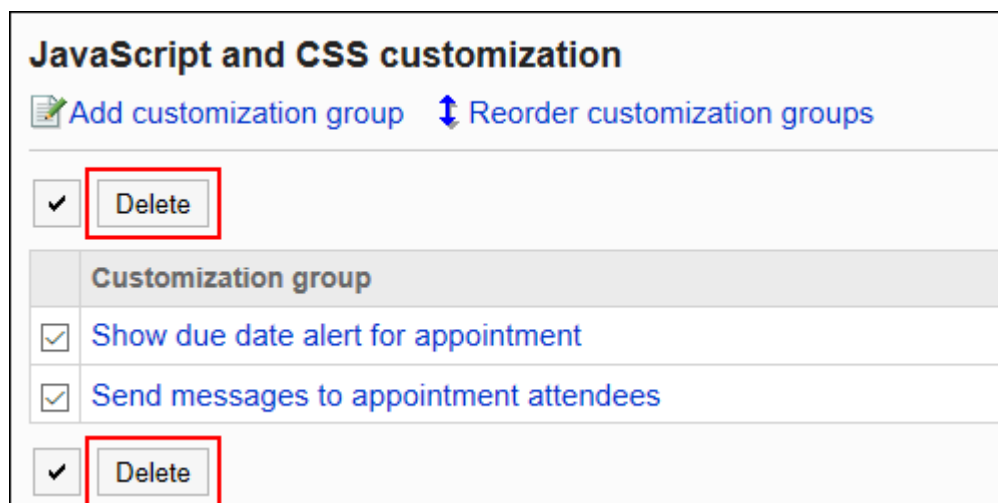 JavaScript and CSS customization
Add customization group Reorder customization groups
Delete
Customization group
Show due date alert for appointment
Send messages to appointment attendees
Delete